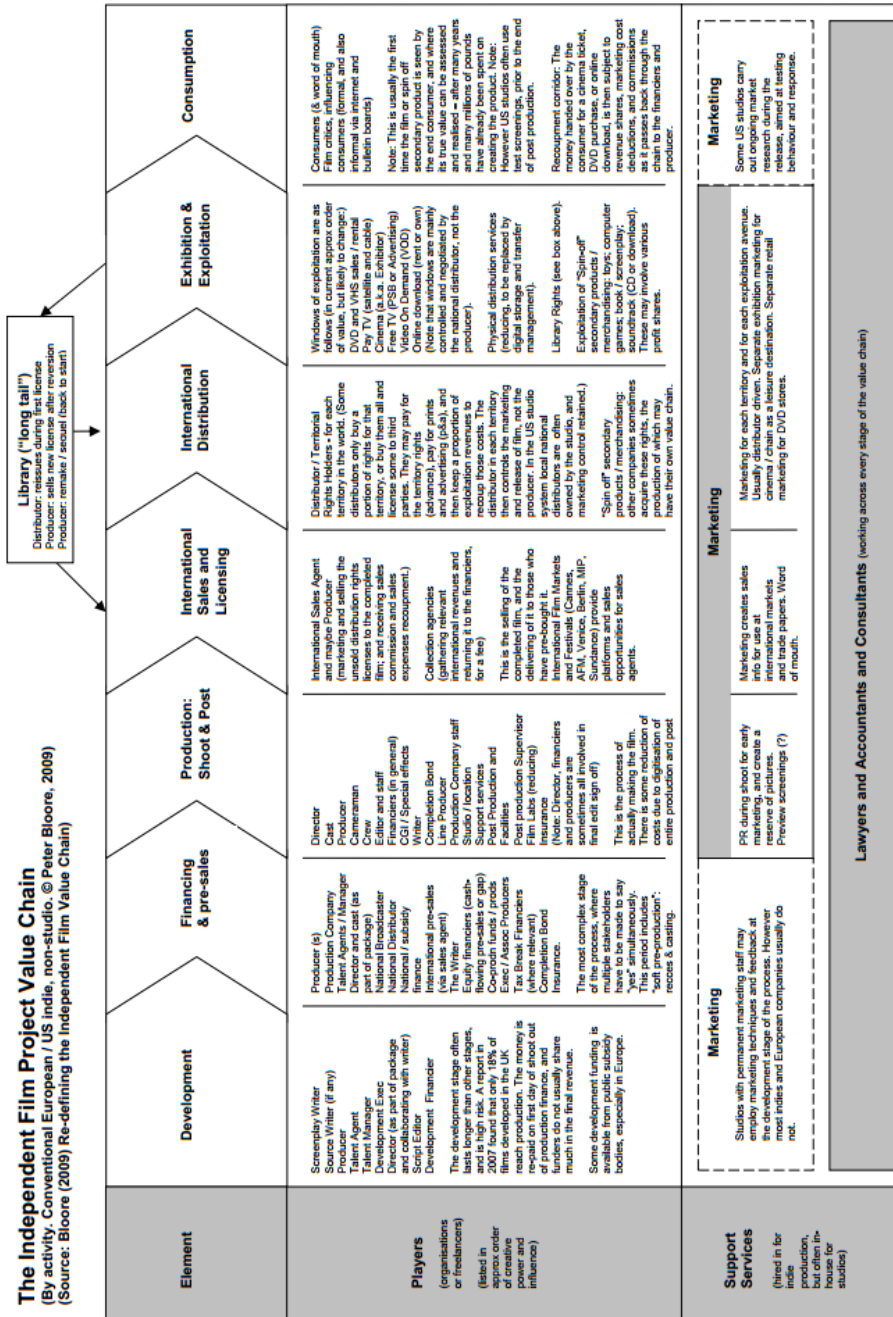 The Independent Film Project Value Chain
(By activity. Conventional European / US indie, non-studio. © Peter Bloore, 2009)
(Source: Bloore (2009) Re-defining the Independent Film Value Chain)
Library ("long tail")
Distributor: reissues during first license
Producer: sells new license after reversion
Producer: remake / sequel (back to start)
Element
Development
Financing
& pre-sales
Production:
Shoot & Post
International
Sales and
Licensing
International
Distribution
Exhibition &
Exploitation
Consumption
Players
(organisations
or freelancers)
(listed in
approx order
of creative
power and
influence)
Screenplay Writer
Source Writer (if any)
Producer
Talent Agent
Talent Manager
Development Exec
Director (as part of package
and collaborating with writer)
Script Editor
Development Financier
The development stage often
lasts longer than other stages,
and is high risk. A report in
2007 found that only 18% of
films developed in the UK
reach production. The money is
re-paid on first day of shoot out
of production finance, and
funders do not usually share
much in the final revenue.
Some development funding is
available from public subsidy
bodies, especially in Europe.
Producer (s)
Production Company
Talent Agents / Manager
Director and cast (as
part of package)
National Broadcaster
National Distributor
National / subsidy
finance
International pre-sales
(via sales agent)
The Writer
Equity financiers (cash-
flowing pre-sales or gap)
Co-prodn funds / prods
Exec / Assoc Producers
Tax Break Financiers
(where relevant)
Completion Bond
Insurance.
The most complex stage
of the process, where
multiple stakeholders
have to be made to say
"yes" simultaneously.
This period includes
"soft pre-production":
recces & casting.
Director
Cast
Producer
Cameraman
Crew
Editor and staff
Financiers (in general)
CGI / Special effects
Writer
Completion Bond
Line Producer
Production Company staff
Studio / location
Support services
Post Production and
Facilities
Post production Supervisor
Film Labs (reducing)
Insurance
(Note: Director, financiers
and producers are
sometimes all involved in
final edit sign off)
This is the process of
actually making the film.
There is some reduction of
costs due to digitisation of
entire production and post
International Sales Agent
and maybe Producer
(marketing and selling the
unsold distribution rights
licenses to the completed
film; and receiving sales
commission and sales
expenses recoupment.)
Collection agencies
(gathering relevant
international revenues and
returning it to the financiers,
for a fee)
This is the selling of the
completed film, and the
delivering of it to those who
have pre-bought it.
International Film Markets
and Festivals (Cannes,
AFM, Venice, Berlin, MIP,
Sundance) provide
platforms and sales
opportunities for sales
agents.
Distributor / Territorial
Rights Holders - for each
territory in the world. (Some
distributors only buy a
portion of rights for that
territory, or buy them all and
license some to third
parties. They may pay for
the territory rights
(advance), pay for prints
and advertising (p&a), and
then keep a proportion of
exploitation revenues to
recoup those costs. The
distributor in each territory
then controls the marketing
and release of film, not the
producer. In the US studio
system local national
distributors are often
owned by the studio, and
marketing control retained.)
"Spin off" secondary
products / merchandising:
other companies sometimes
acquire these rights, the
production of which may
have their own value chain.
Windows of exploitation are as
follows (in current approx order
of value, but likely to change:)
DVD and VHS sales / rental
Pay TV (satellite and cable)
Cinema (a.k.a. Exhibitor)
Free TV (PSB or Advertising)
Video On Demand (VOD)
Online download (rent or own)
(Note that windows are mainly
controlled and negotiated by
the national distributor, not the
producer).
Physical distribution services
(reducing, to be replaced by
digital storage and transfer
management).
Library Rights (see box above).
Exploitation of "Spin-off"
secondary products /
merchandising: toys; computer
games; book / screenplay;
soundtrack (CD or download).
These may involve various
profit shares.
Consumers (& word of mouth)
Film critics, influencing
consumers (formal, and also
informal via internet and
bulletin boards)
Note: This is usually the first
time the film or spin off
secondary product is seen by
the end consumer, and where
its true value can be assessed
and realised – after many years
and many millions of pounds
have already been spent on
creating the product. Note:
However US studios often use
test screenings, prior to the end
of post production.
Recoupment corridor: The
money handed over by the
consumer for a cinema ticket,
DVD purchase, or online
download, is then subject to
revenue shares, marketing cost
deductions, and commissions
as it passes back through the
chain to the financiers and
producer.
Support
Services
(hired in for
indie
production,
but often in-
house for
studios)
Marketing
Studios with permanent marketing staff may
employ marketing techniques and feedback at
the development stage of the process. However
most indies and European companies usually do
not.
Marketing
PR during shoot for early
marketing, and create a
reserve of pictures.
Preview screenings (?)
Marketing creates sales
info for use at
international markets
and trade papers. Word
of mouth.
Marketing for each territory and for each exploitation avenue.
Usually distributor driven. Separate exhibition marketing for
cinema / chain as a leisure destination. Separate retail
marketing for DVD stores.
Marketing
Some US studios carry
out ongoing market
research during the
release, aimed at testing
behaviour and response.
Lawyers and Accountants and Consultants (working across every stage of the value chain)